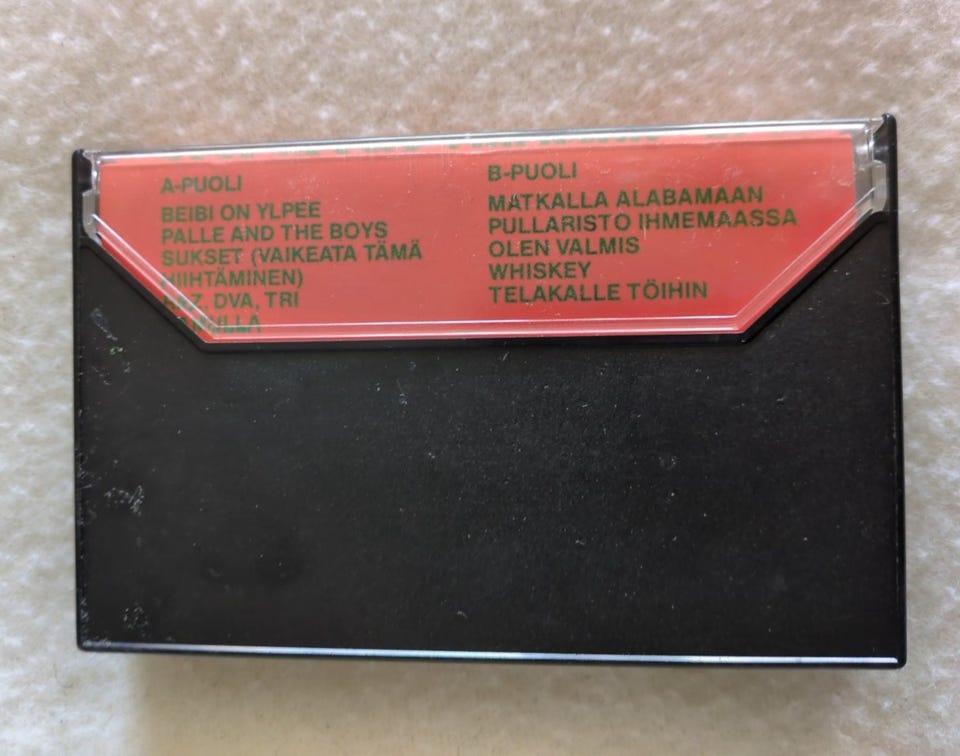 A-PUOLI
BEIBI ON YLPEE
PALLE AND THE BOYS
SUKSET (VAIKEATA TÄMÄ
HIIHTÄMINEN)
DVA, TRI
B-PUOLI
MATKALLA ALABAMAAN
PULLARISTO IHMEMAASSA
OLEN VALMIS
WHISKEY
TELAKALLE TÖIHIN